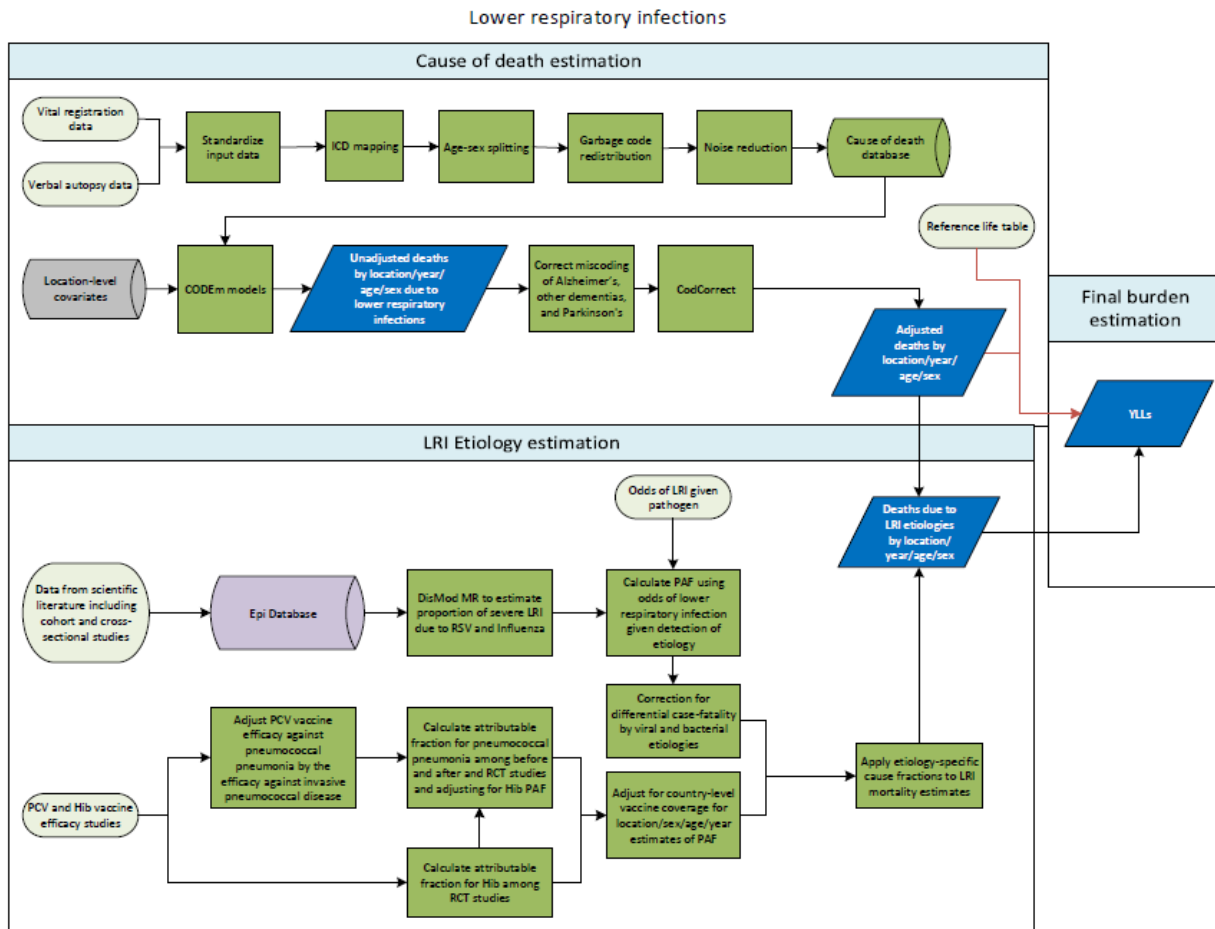 Lower respiratory infections
Cause of death estimation
Vital registration
data
Verbal autopsy data
Standardize
input data
ICD mapping
Age-sex splitting
Garbage code
redistribution
Noise reduction
Cause of death
database
Reference life table
Location-level
covariates
CODEm models
Unadjusted deaths
by location/year/
age/sex due to
lower respiratory
infections
Correct miscoding
of Alzheimer's,
other dementias,
and Parkinson's
CodCorrect
Adjusted
deaths by
location/year/
age/sex
Final burden
estimation
YLLs
LRI Etiology estimation
Odds of LRI given
pathogen
Deaths due to
LRI etiologies
by location/
year/age/sex
Data from scientific
literature including
cohort and cross-
sectional studies
Epi Database
DisMod MR to estimate
proportion of severe LRI
due to RSV and Influenza
Calculate PAF using
odds of lower
respiratory infection
given detection of
etiology
Correction for
differential case-fatality
by viral and bacterial
etiologies
Adjust PCV vaccine
efficacy against
pneumococcal
pneumonia by the
efficacy against invasive
pneumococcal disease
Calculate attributable
fraction for pneumococcal
pneumonia among before
and after and RCT studies
and adjusting for Hib PAF
Apply etiology-specific
cause fractions to LRI
mortality estimates
PCV and Hib vaccine
efficacy studies
Adjust for country-level
vaccine coverage for
location/sex/age/year
estimates of PAF
Calculate attributable
fraction for Hib among
RCT studies